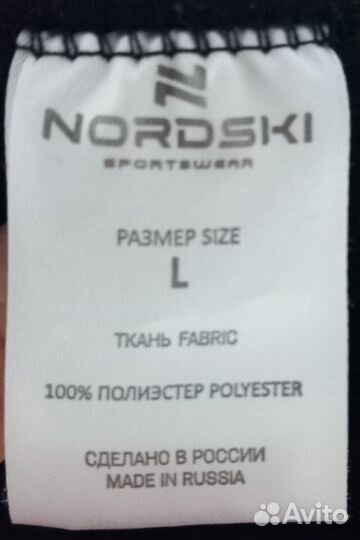 NORDSKI
SPORTSWEAR
РАЗМЕР SIZE
L
ТКАНЬ FABRIC
100% ПОЛИЭСТЕР POLYESTER
СДЕЛАНО В РОССИИ
MADE IN RUSSIA
Avito